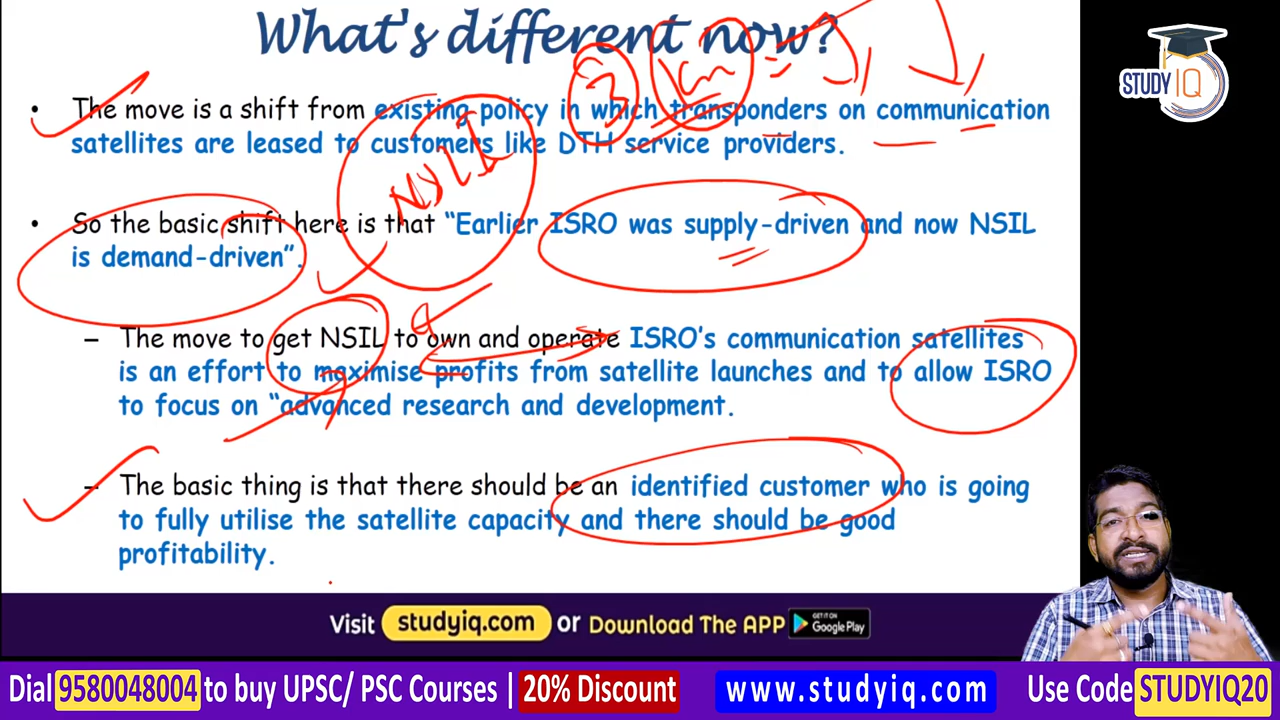 What's different now?
STUDY IQ
• The move is a shift from existing policy in which transponders on communication
satellites are leased to customers like DTH service providers.
• So the basic shift here is that “Earlier ISRO was supply-driven and now NSIL
is demand-driven”.
– The move to get NSIL to own and operate ISRO’s communication satellites
is an effort to maximise profits from satellite launches and to allow ISRO
to focus on “advanced research and development.
– The basic thing is that there should be an identified customer who is going
to fully utilise the satellite capacity and there should be good
profitability.
3 km
Visit studyiq.com or Download The APP GET IT ON Google Play
Dial 9580048004 to buy UPSC/ PSC Courses | 20% Discount www.studyiq.com Use Code STUDYIQ20